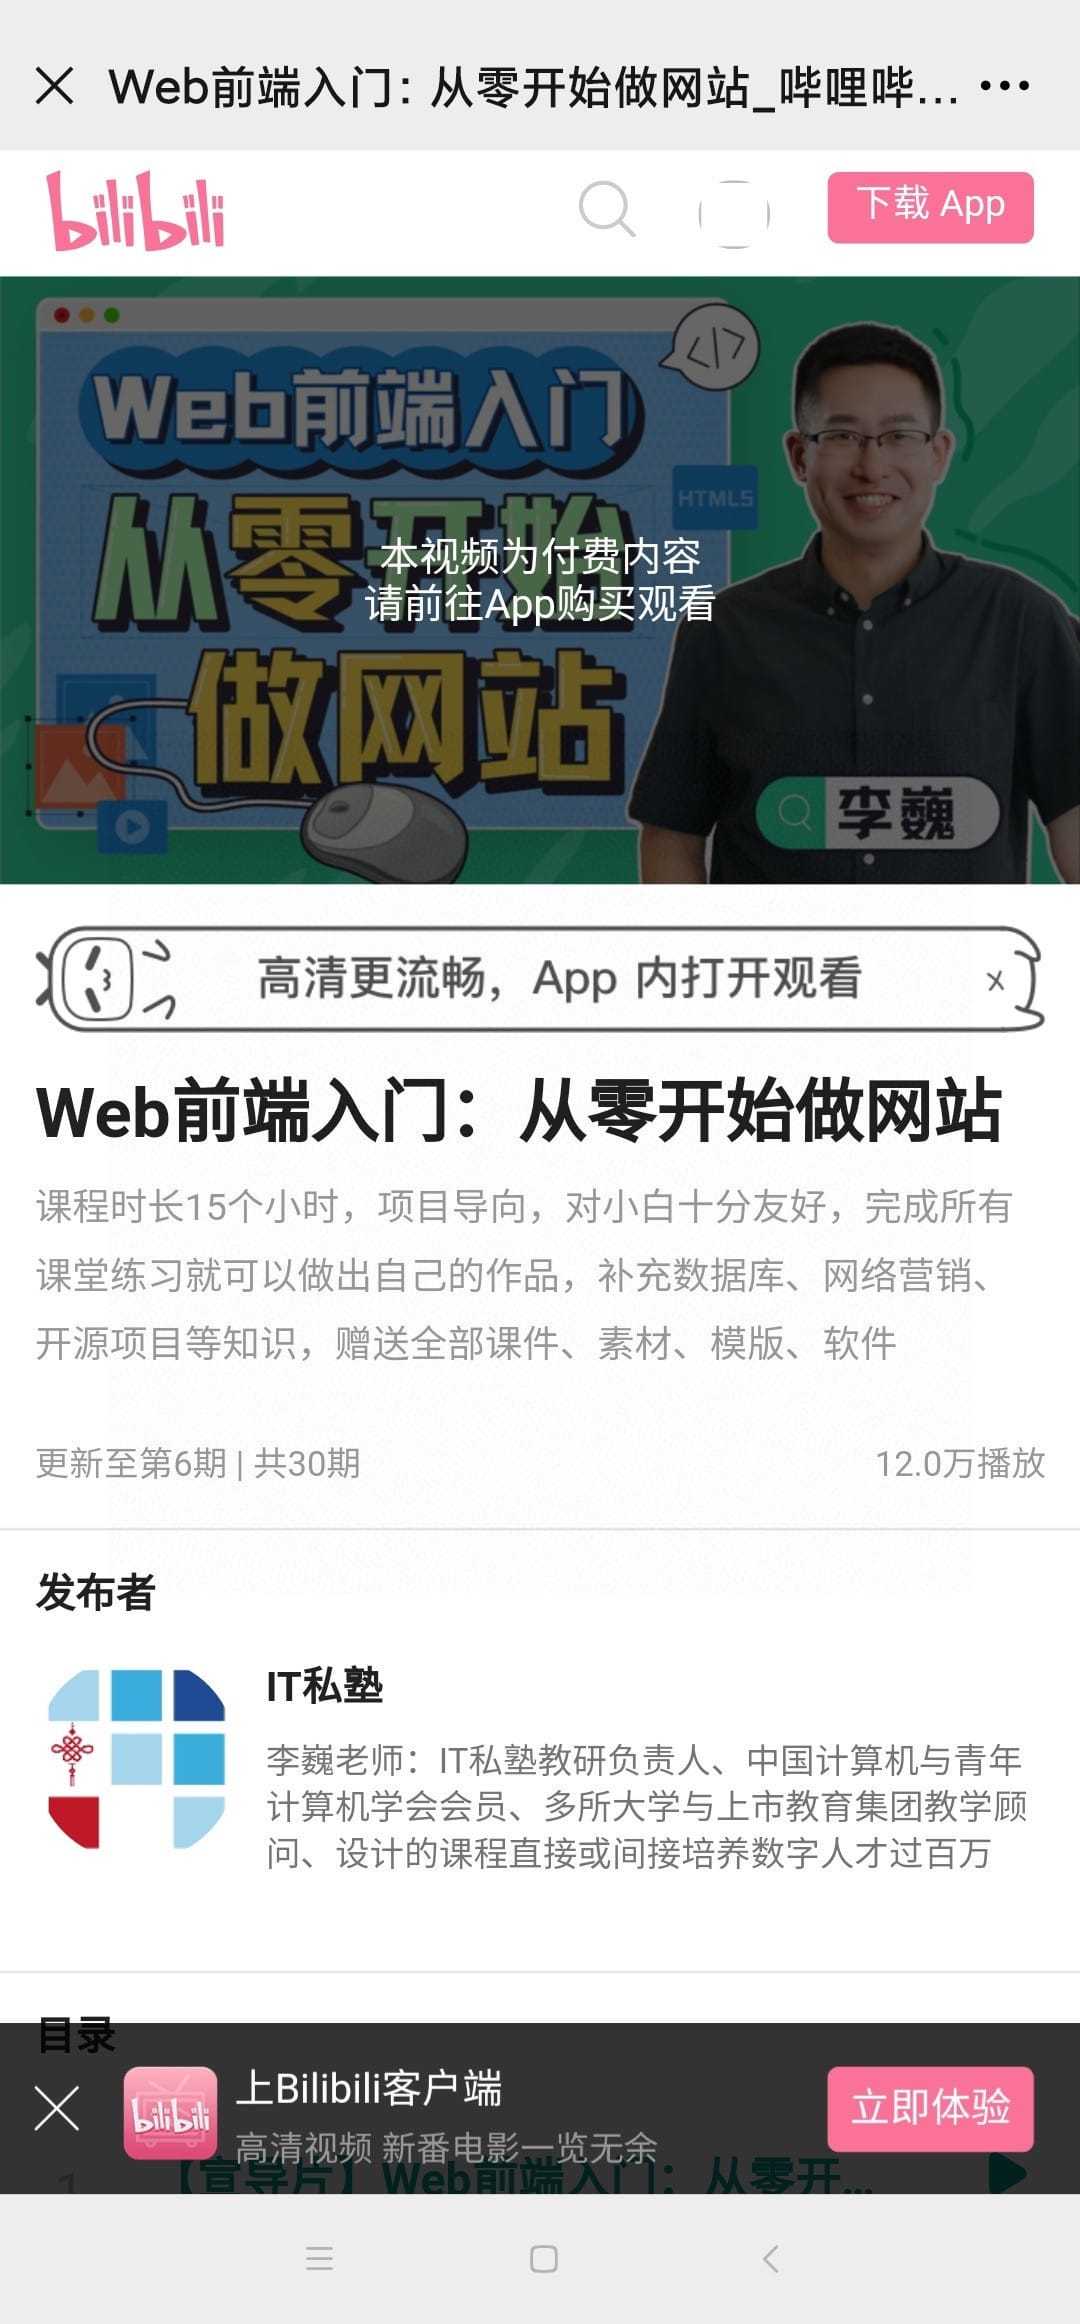 Web前端入门：从零开始做网站_哔哩哔...
bilibili
下载 App
Web前端入门
HTML5
从零开始
本视频为付费内容
请前往App购买观看
做网站
李巍
高清更流畅，App 内打开观看
Web前端入门：从零开始做网站
课程时长15个小时，项目导向，对小白十分友好，完成所有
课堂练习就可以做出自己的作品，补充数据库、网络营销、
开源项目等知识，赠送全部课件、素材、模版、软件
更新至第6期 | 共30期
12.0万播放
发布者
IT私塾
李巍老师：IT私塾教研负责人、中国计算机与青年
计算机学会会员、多所大学与上市教育集团教学顾
问、设计的课程直接或间接培养数字人才过百万
目录
上Bilibili客户端
bilibili
立即体验
高清视频 新番电影一览无余
1 【宣导片】Web前端入门：从零开...